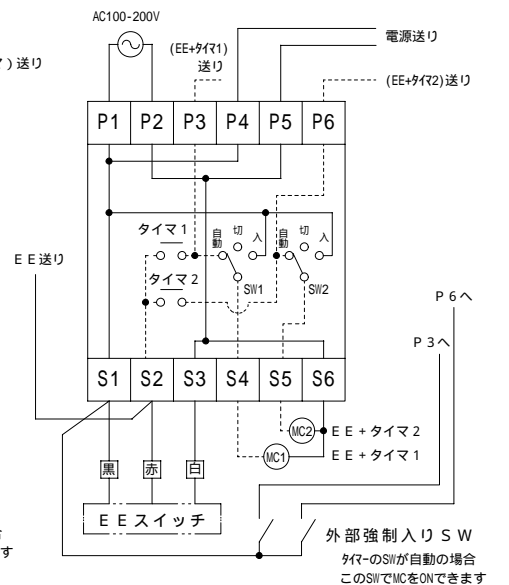 AC100-200V
(EE+ﾀｲﾏ1)
送り
電源送り
(EE+ﾀｲﾏ2)送り
)送り
P1 P2 P3 P4 P5 P6
タイマ1
自動 切 入
自動 切 入
タイマ2
SW1
SW2
EE送り
P6へ
P3へ
S1 S2 S3 S4 S5 S6
MC2
EE+タイマ2
MC1
EE+タイマ1
黒 赤 白
EEスイッチ
外部強制入りSW
ﾀｲﾏｰのSWが自動の場合
このSWでMCをONできます
す